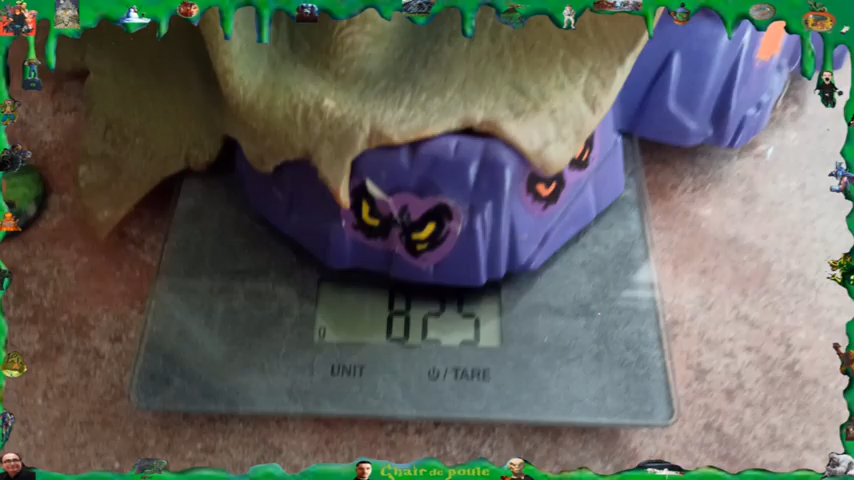 825
UNIT ⏻ / TARE
Chair de poule